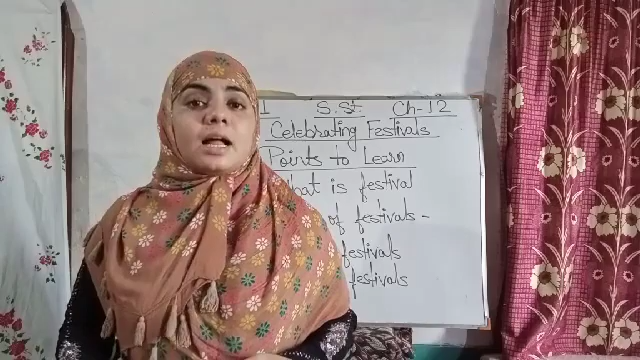 1 S.St. Ch-12
Celebrating Festivals
Points to Learn
hat is festival
of festivals -
festivals
festivals